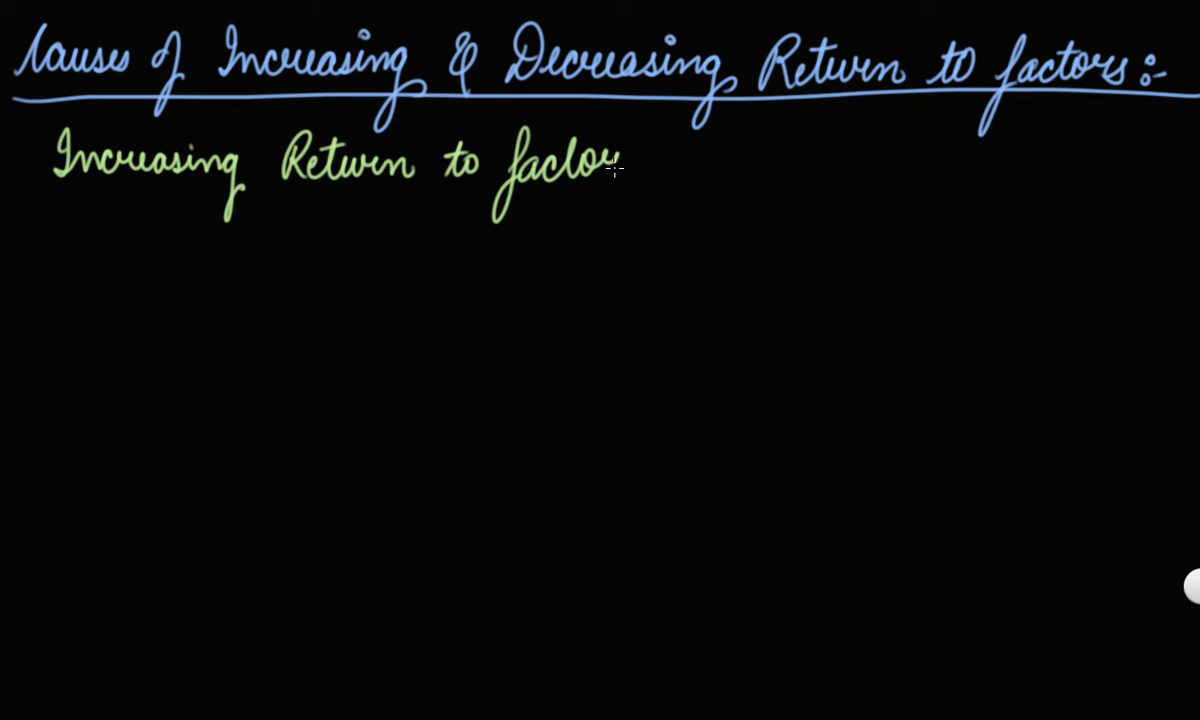 Causes of Increasing & Decreasing Return to factors :-
Increasing Return to factor